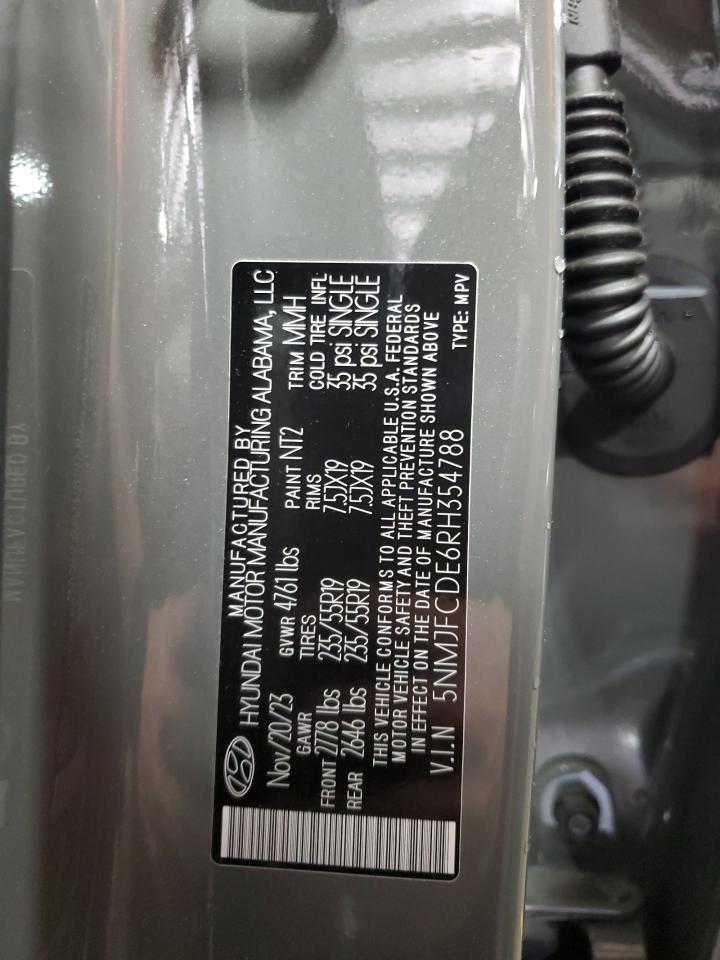 MANUFACTURED BY
HYUNDAI MOTOR MANUFACTURING ALABAMA, LLC
Nov/20/23 GVWR 4761 lbs PAINT NT2 TRIM MMH
GAWR TIRES RIMS COLD TIRE INFL
FRONT 2778 lbs 235/55R19 7.5JX19 35 psi SINGLE
REAR 2646 lbs 235/55R19 7.5JX19 35 psi SINGLE
THIS VEHICLE CONFORMS TO ALL APPLICABLE U.S.A. FEDERAL
MOTOR VEHICLE SAFETY AND THEFT PREVENTION STANDARDS
IN EFFECT ON THE DATE OF MANUFACTURE SHOWN ABOVE
V.I.N 5NMJFCDE6RH354788 TYPE: MPV